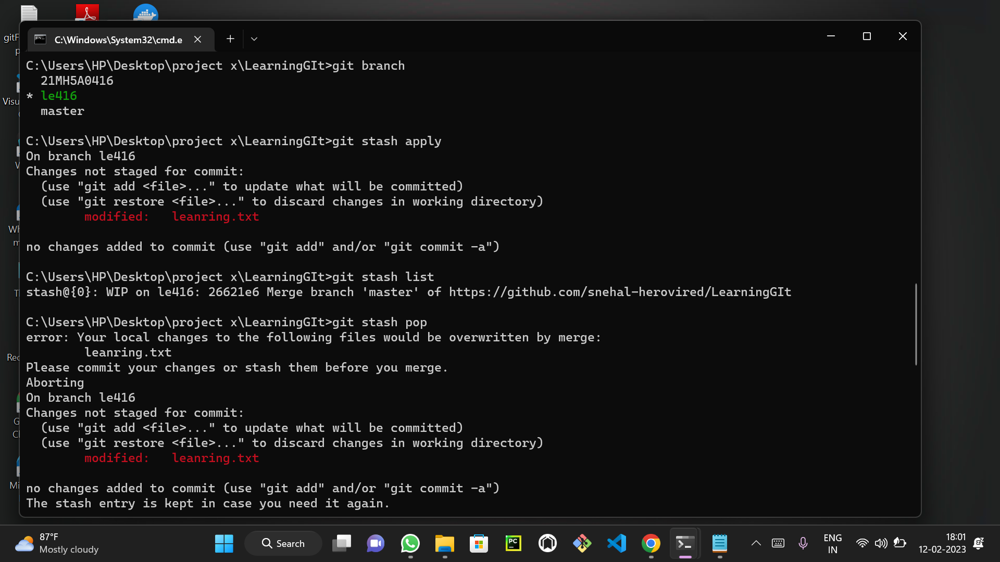 gitF
p
Visu
W
Wh
m
T
Rec
G
Cl
Mi
C:\Windows\System32\cmd.e
C:\Users\HP\Desktop\project x\LearningGIt>git branch
  21MH5A0416
* le416
  master
C:\Users\HP\Desktop\project x\LearningGIt>git stash apply
On branch le416
Changes not staged for commit:
  (use "git add <file>..." to update what will be committed)
  (use "git restore <file>..." to discard changes in working directory)
        modified:   leanring.txt
no changes added to commit (use "git add" and/or "git commit -a")
C:\Users\HP\Desktop\project x\LearningGIt>git stash list
stash@{0}: WIP on le416: 26621e6 Merge branch 'master' of https://github.com/snehal-herovired/LearningGIt
C:\Users\HP\Desktop\project x\LearningGIt>git stash pop
error: Your local changes to the following files would be overwritten by merge:
        leanring.txt
Please commit your changes or stash them before you merge.
Aborting
On branch le416
Changes not staged for commit:
  (use "git add <file>..." to update what will be committed)
  (use "git restore <file>..." to discard changes in working directory)
        modified:   leanring.txt
no changes added to commit (use "git add" and/or "git commit -a")
The stash entry is kept in case you need it again.
87°F
Mostly cloudy
Search
PC
ENG
IN
18:01
12-02-2023